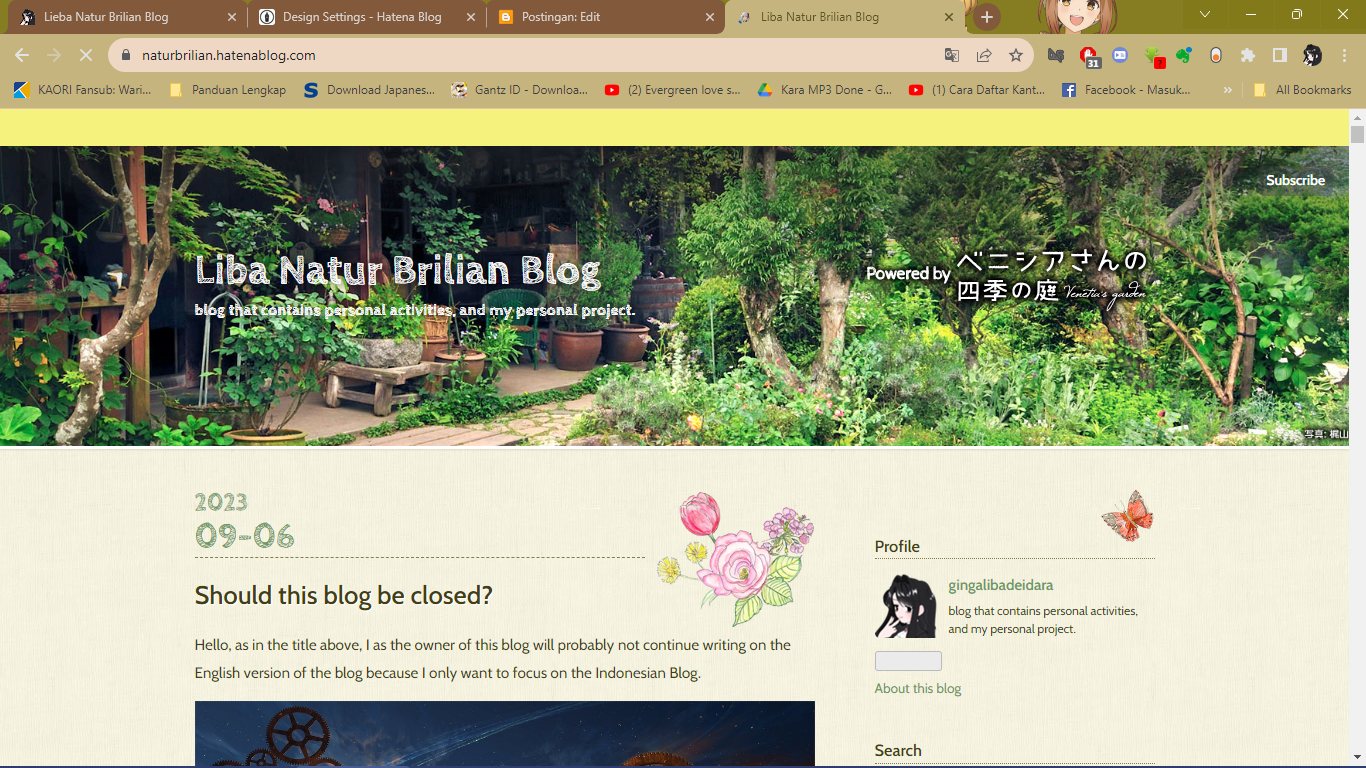 Lieba Natur Brilian Blog
Design Settings - Hatena Blog
Postingan: Edit
Liba Natur Brilian Blog
naturbrilian.hatenablog.com
31
KAORI Fansub: Wari...
Panduan Lengkap
Download Japanes...
Gantz ID - Downloa...
(2) Evergreen love s...
Kara MP3 Done - G...
(1) Cara Daftar Kant...
Facebook - Masuk...
All Bookmarks
Subscribe
Liba Natur Brilian Blog
blog that contains personal activities, and my personal project.
Powered by
ベニシアさんの
四季の庭 Venetia's garden
写真: 梶山
2023
09-06
Should this blog be closed?
Hello, as in the title above, I as the owner of this blog will probably not continue writing on the
English version of the blog because I only want to focus on the Indonesian Blog.
Profile
gingalibadeidara
blog that contains personal activities,
and my personal project.
About this blog
Search